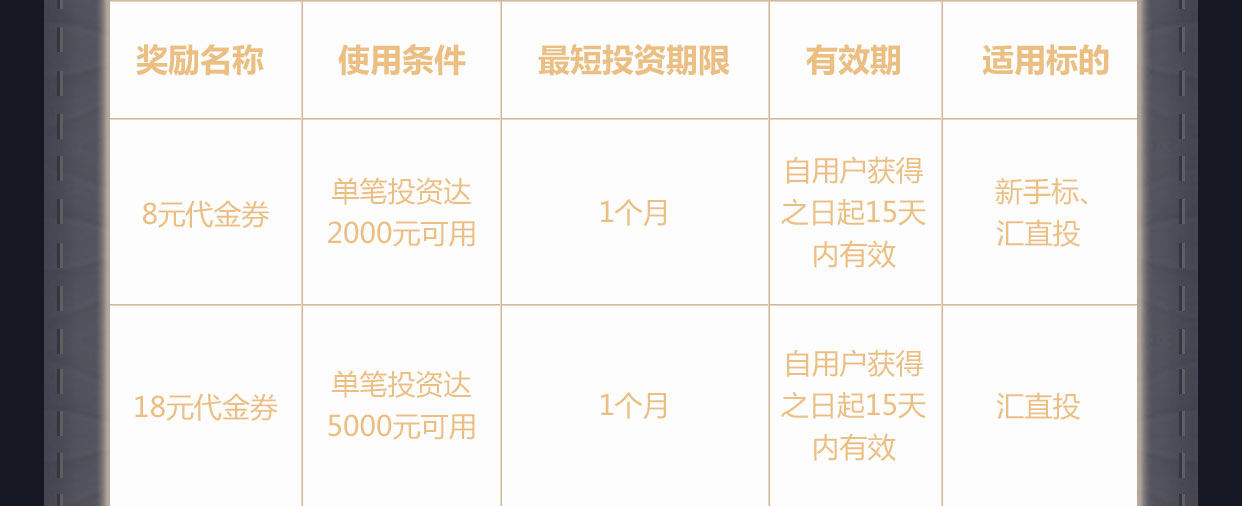 奖励名称 使用条件 最短投资期限 有效期 适用标的
8元代金券
单笔投资达
2000元可用
1个月
自用户获得
之日起15天
内有效
新手标、
汇直投
18元代金券
单笔投资达
5000元可用
1个月
自用户获得
之日起15天
内有效
汇直投